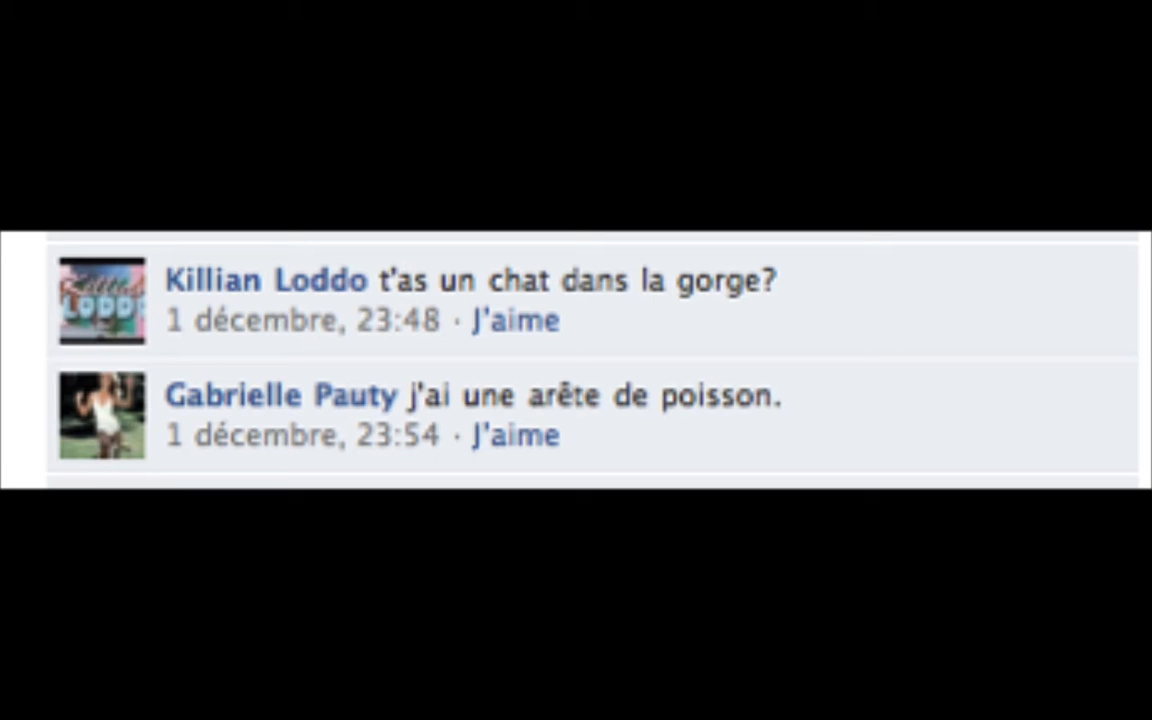 Killian Loddo t'as un chat dans la gorge?
1 décembre, 23:48 · J'aime
Gabrielle Pauty j'ai une arête de poisson.
1 décembre, 23:54 · J'aime